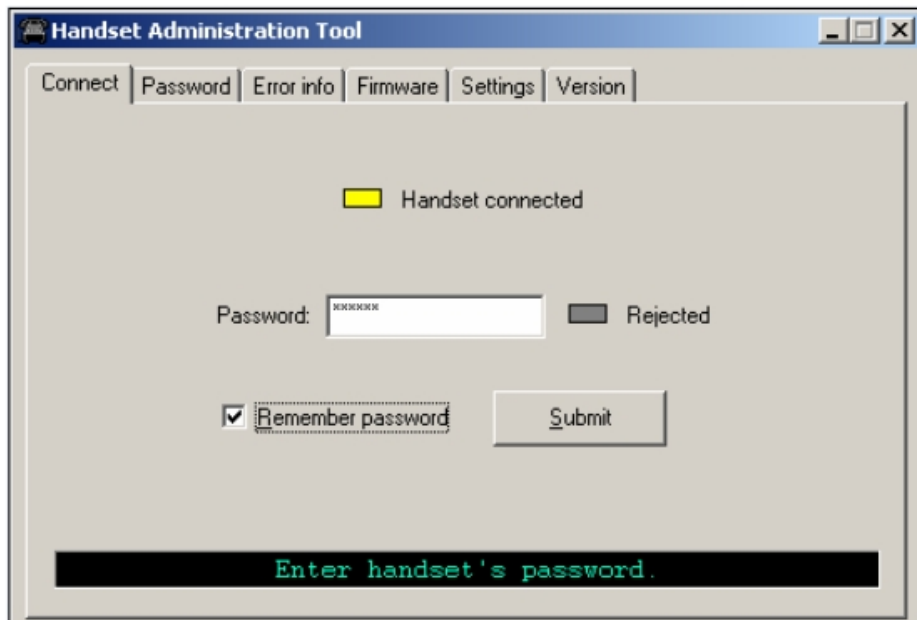 Handset Administration Tool
Connect Password Error info Firmware Settings Version
Handset connected
Password: xxxxxx Rejected
Remember password Submit
Enter handset's password.